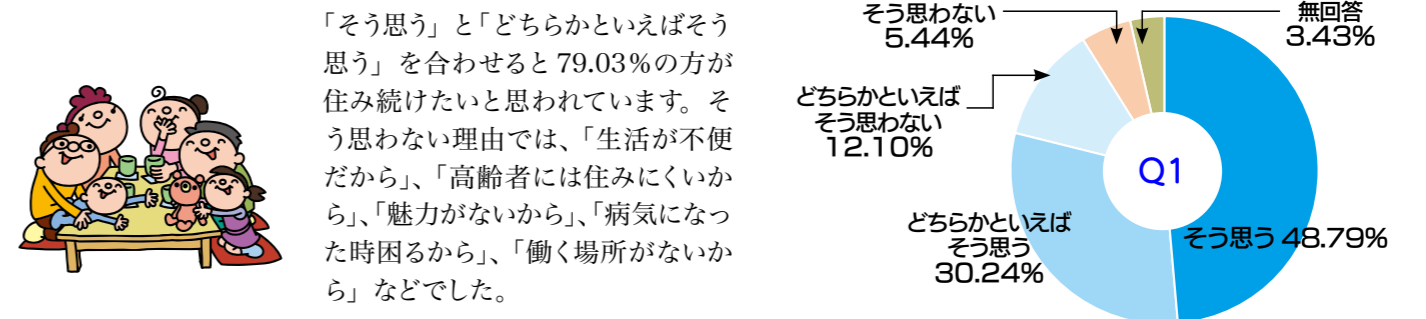 「そう思う」と「どちらかといえばそう
思う」を合わせると 79.03％の方が
住み続けたいと思われています。そ
う思わない理由では、「生活が不便
だから」、「高齢者には住みにくいか
ら」、「魅力がないから」、「病気になっ
た時困るから」、「働く場所がないか
ら」などでした。
そう思わない
5.44%
無回答
3.43%
どちらかといえば
そう思わない
12.10%
Q1
どちらかといえば
そう思う
30.24%
そう思う 48.79%